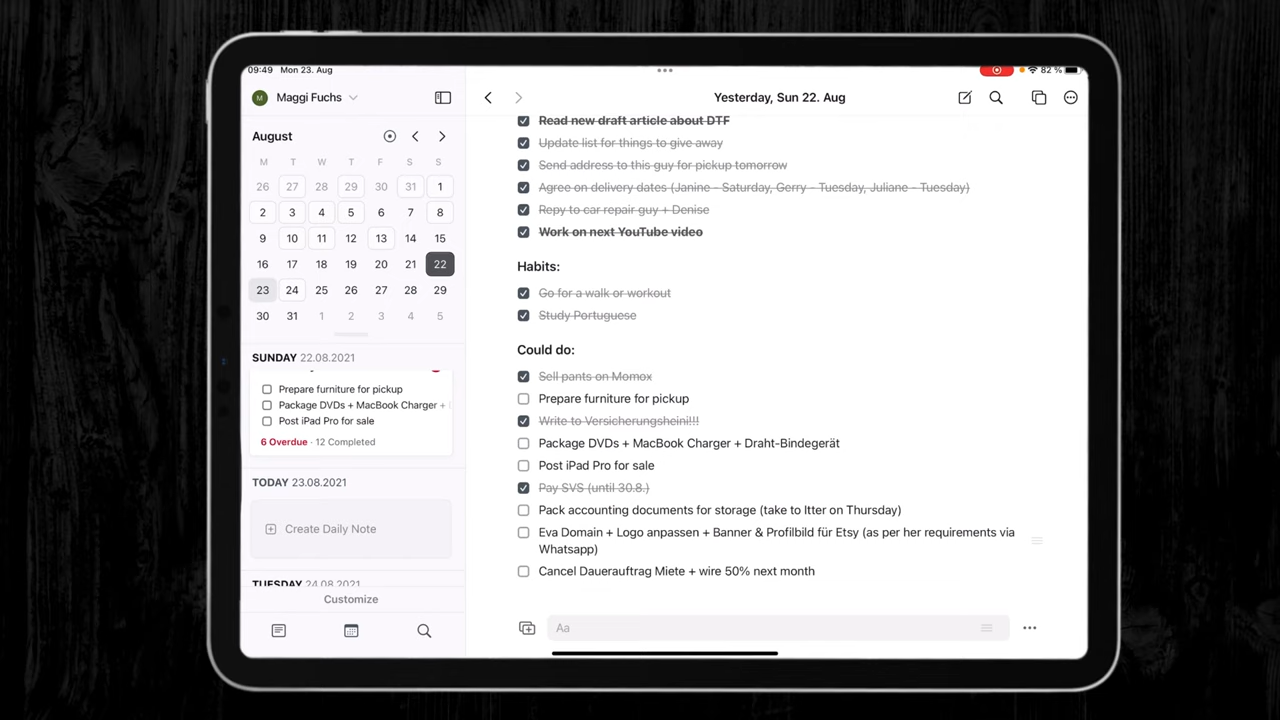 09:49 Mon 23. Aug
82 %
M Maggi Fuchs
August
M T W T F S S
26 27 28 29 30 31 1
2 3 4 5 6 7 8
9 10 11 12 13 14 15
16 17 18 19 20 21 22
23 24 25 26 27 28 29
30 31 1 2 3 4 5
SUNDAY 22.08.2021
Prepare furniture for pickup
Package DVDs + MacBook Charger +
Post iPad Pro for sale
6 Overdue · 12 Completed
TODAY 23.08.2021
Create Daily Note
TUESDAY 24.08.2021
Customize
Yesterday, Sun 22. Aug
Read new draft article about DTF
Update list for things to give away
Send address to this guy for pickup tomorrow
Agree on delivery dates (Janine - Saturday, Gerry - Tuesday, Juliane - Tuesday)
Repy to car repair guy + Denise
Work on next YouTube video
Habits:
Go for a walk or workout
Study Portuguese
Could do:
Sell pants on Momox
Prepare furniture for pickup
Write to Versicherungsheini!!!
Package DVDs + MacBook Charger + Draht-Bindegerät
Post iPad Pro for sale
Pay SVS (until 30.8.)
Pack accounting documents for storage (take to Itter on Thursday)
Eva Domain + Logo anpassen + Banner & Profilbild für Etsy (as per her requirements via
Whatsapp)
Cancel Dauerauftrag Miete + wire 50% next month
Aa